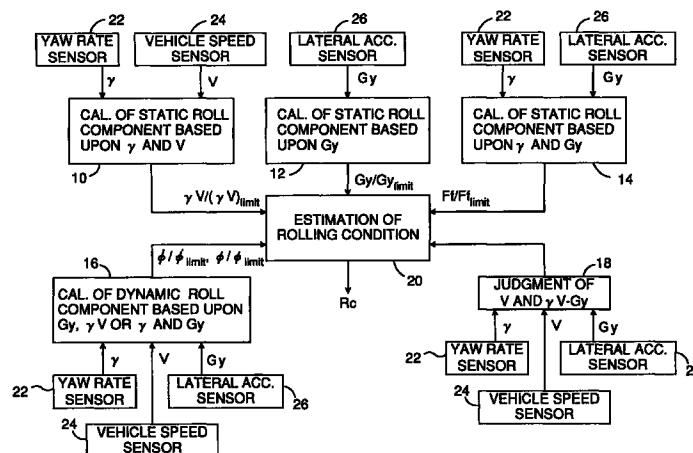 22
24
26
22
26
YAW RATE
SENSOR
VEHICLE SPEED
SENSOR
LATERAL ACC.
SENSOR
YAW RATE
SENSOR
LATERAL ACC.
SENSOR
γ
V
Gy
γ
Gy
CAL. OF STATIC ROLL
COMPONENT BASED
UPON γ AND V
CAL. OF STATIC ROLL
COMPONENT BASED
UPON Gy
CAL. OF STATIC ROLL
COMPONENT BASED
UPON γ AND Gy
10
12
14
γ V/(γ V)limit
Gy/Gylimit
Ff/Fflimit
ESTIMATION OF
ROLLING CONDITION
20
Rc
16
ϕ/ϕlimit, ϕ/ϕlimit
CAL. OF DYNAMIC ROLL
COMPONENT BASED UPON
Gy, γ V OR γ AND Gy
18
JUDGMENT OF
V AND γ V-Gy
γ
V
Gy
γ
V
Gy
22
YAW RATE
SENSOR
LATERAL ACC.
SENSOR
26
24
VEHICLE SPEED
SENSOR
22
YAW RATE
SENSOR
LATERAL ACC.
SENSOR
2
24
VEHICLE SPEED
SENSOR